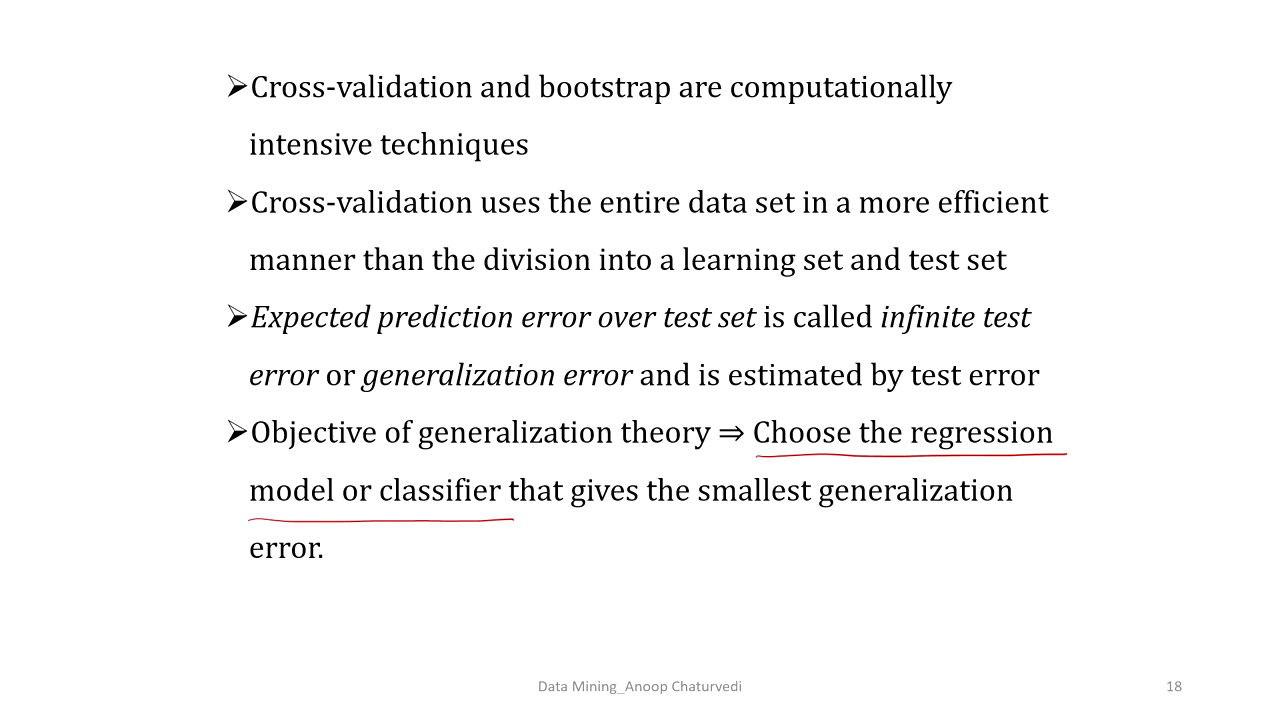 ➢Cross-validation and bootstrap are computationally
intensive techniques
➢Cross-validation uses the entire data set in a more efficient
manner than the division into a learning set and test set
➢Expected prediction error over test set is called infinite test
error or generalization error and is estimated by test error
➢Objective of generalization theory ⇒ Choose the regression
model or classifier that gives the smallest generalization
error.
Data Mining_Anoop Chaturvedi
18